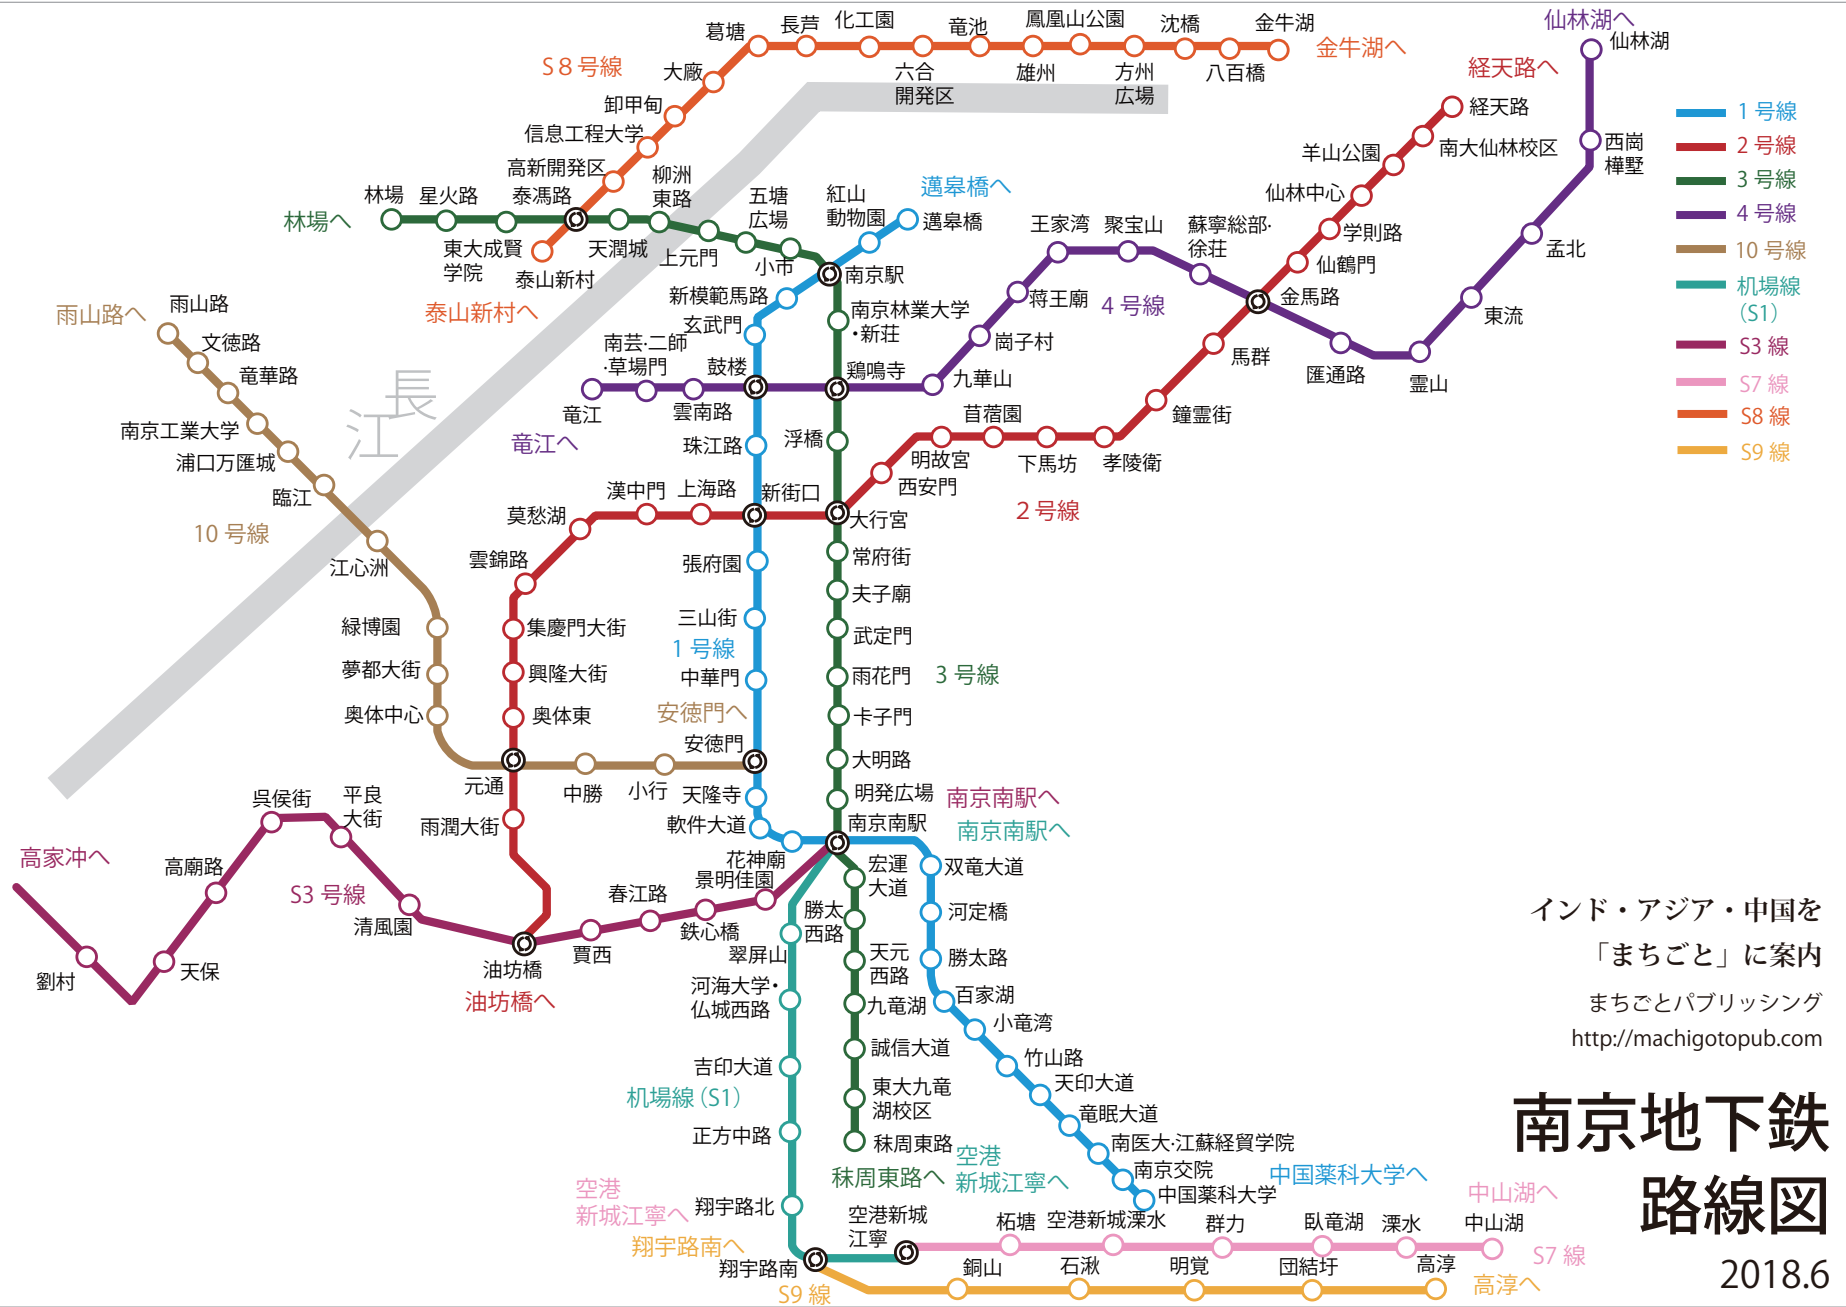 S8号線
葛塘
長芦
化工園
竜池
鳳凰山公園
沈橋
金牛湖
金牛湖へ
六合
開発区
雄州
方州
広場
八百橋
大廠
卸甲甸
信息工程大学
高新開発区
泰馮路
泰山新村
泰山新村へ
林場へ
林場
星火路
東大成賢
学院
天潤城
柳洲
東路
上元門
五塘
広場
小市
紅山
動物園
邁皋橋へ
邁皋橋
南京駅
新模範馬路
玄武門
南京林業大学
・新荘
南芸·二師
·草場門
鼓楼
鶏鳴寺
竜江
竜江へ
雲南路
珠江路
浮橋
九華山
崗子村
蒋王廟
王家湾
聚宝山
蘇寧総部·
徐荘
4号線
金馬路
匯通路
霊山
東流
孟北
西崗
樺墅
仙林湖
仙林湖へ
経天路へ
経天路
南大仙林校区
羊山公園
仙林中心
学則路
仙鶴門
馬群
鐘霊街
孝陵衛
下馬坊
苜蓿園
明故宮
西安門
2号線
大行宮
新街口
上海路
漢中門
莫愁湖
雲錦路
集慶門大街
興隆大街
奥体東
元通
雨潤大街
油坊橋
油坊橋へ
雨山路へ
雨山路
文徳路
竜華路
南京工業大学
浦口万匯城
臨江
10号線
長
江
江心洲
緑博園
夢都大街
奥体中心
中勝
小行
安徳門へ
安徳門
張府園
三山街
1号線
中華門
天隆寺
軟件大道
花神廟
常府街
夫子廟
武定門
雨花門
3号線
卡子門
大明路
明発広場
南京南駅へ
南京南駅へ
南京南駅
高家冲へ
劉村
天保
高廟路
呉侯街
平良
大街
S3号線
清風園
賈西
春江路
鉄心橋
景明佳園
宏運
大道
勝太
西路
天元
西路
九竜湖
誠信大道
東大九竜
湖校区
秣周東路
秣周東路へ
双竜大道
河定橋
勝太路
百家湖
小竜湾
竹山路
天印大道
竜眠大道
南医大·江蘇経貿学院
南京交院
中国薬科大学
中国薬科大学へ
翠屏山
河海大学·
仏城西路
吉印大道
机場線(S1)
正方中路
翔宇路北
翔宇路南
空港
新城江寧へ
空港
新城江寧へ
翔宇路南へ
空港新城
江寧
柘塘
空港新城溧水
群力
臥竜湖
溧水
中山湖
中山湖へ
S7線
S9線
銅山
石湫
明覚
団結圩
高淳
高淳へ
1号線
2号線
3号線
4号線
10号線
机場線
(S1)
S3線
S7線
S8線
S9線
インド・アジア・中国を
「まちごと」に案内
まちごとパブリッシング
http://machigotopub.com
南京地下鉄
路線図
2018.6